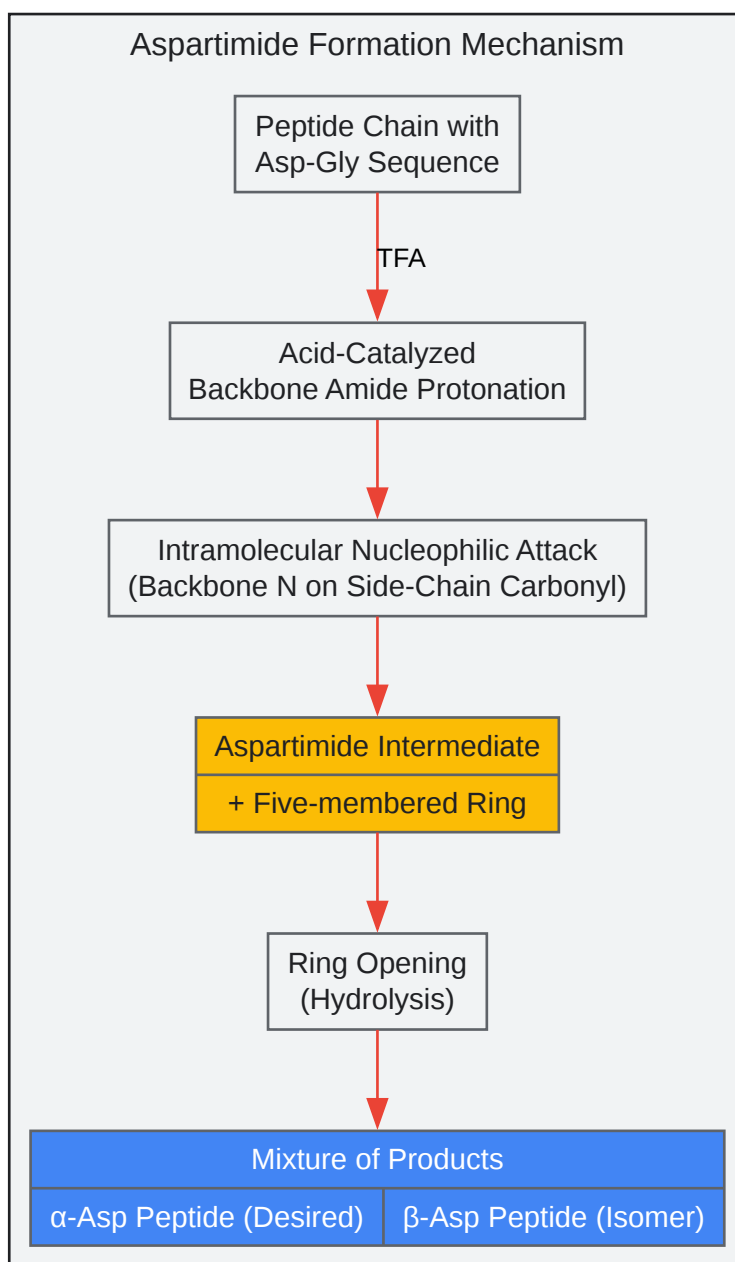 Aspartimide Formation Mechanism
Peptide Chain with
Asp-Gly Sequence
TFA
Acid-Catalyzed
Backbone Amide Protonation
Intramolecular Nucleophilic Attack
(Backbone N on Side-Chain Carbonyl)
Aspartimide Intermediate
+ Five-membered Ring
Ring Opening
(Hydrolysis)
Mixture of Products
α-Asp Peptide (Desired)
β-Asp Peptide (Isomer)